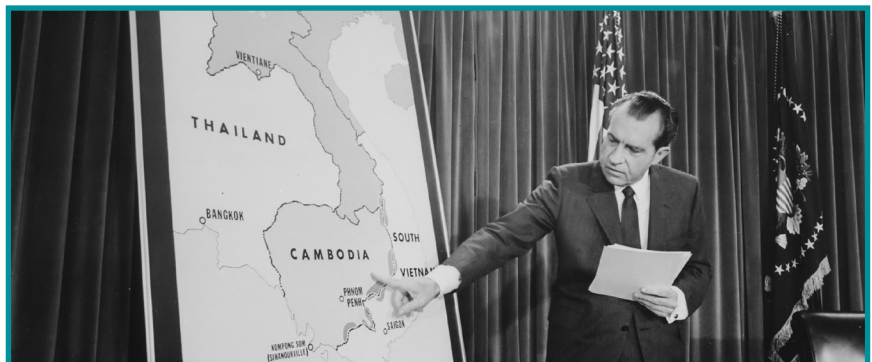 VIENTIANE
THAILAND
BANGKOK
CAMBODIA
SOUTH
VIETNAM
PHNOM
PENH
SAIGON
KOMPONG SOM
(SIHANOUKVILLE)